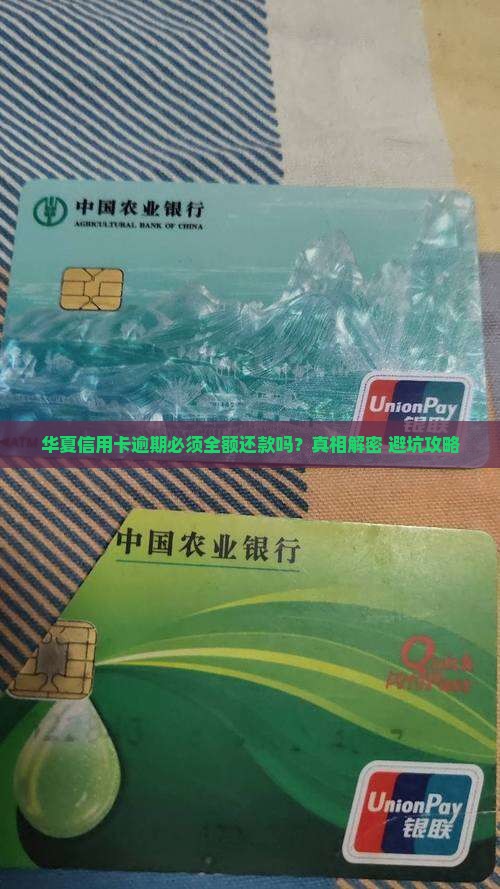 中国农业银行
AGRICULTURAL BANK OF CHINA
UnionPay
银联
ATM
华夏信用卡逾期必须全额还款吗？真相解密 避坑攻略
中国农业银行
Quick
UnionPay
银联